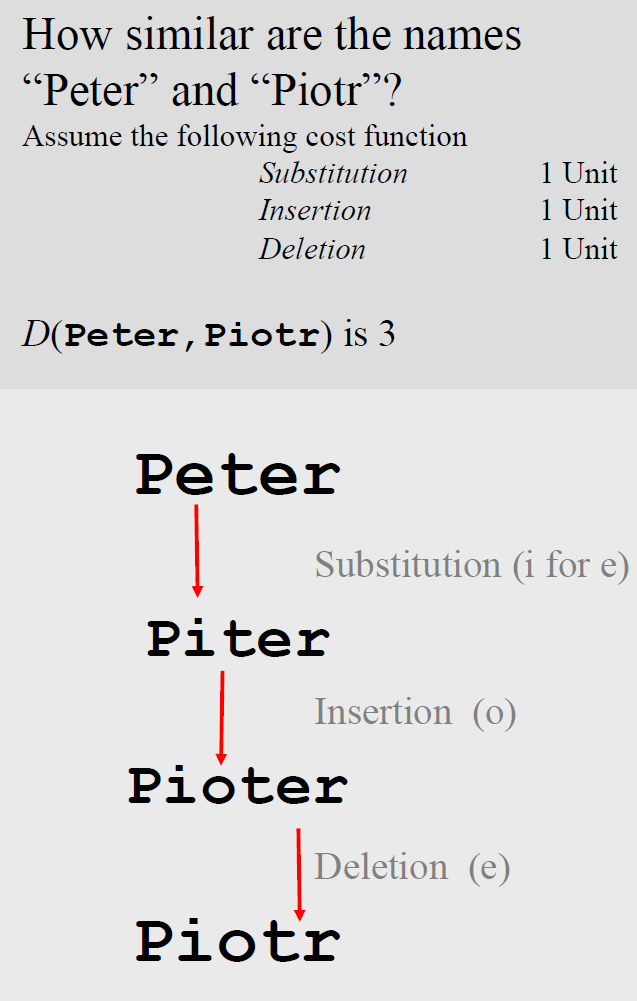 How similar are the names
“Peter” and “Piotr”?
Assume the following cost function
Substitution 1 Unit
Insertion 1 Unit
Deletion 1 Unit
D(Peter,Piotr) is 3
Peter
Substitution (i for e)
Piter
Insertion (o)
Pioter
Deletion (e)
Piotr